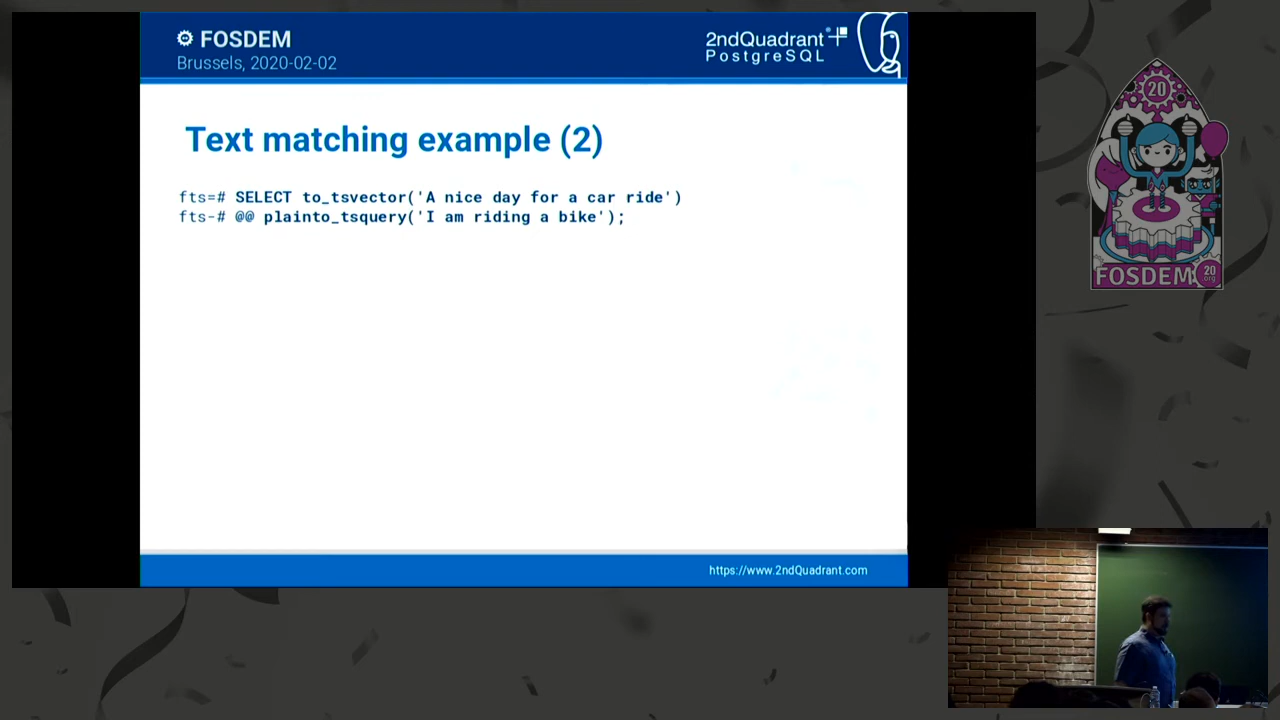 FOSDEM
Brussels, 2020-02-02
2ndQuadrant
PostgreSQL
Text matching example (2)
fts=# SELECT to_tsvector('A nice day for a car ride')
fts-# @@ plainto_tsquery('I am riding a bike');
https://www.2ndQuadrant.com
20
FOSDEM
20
.org